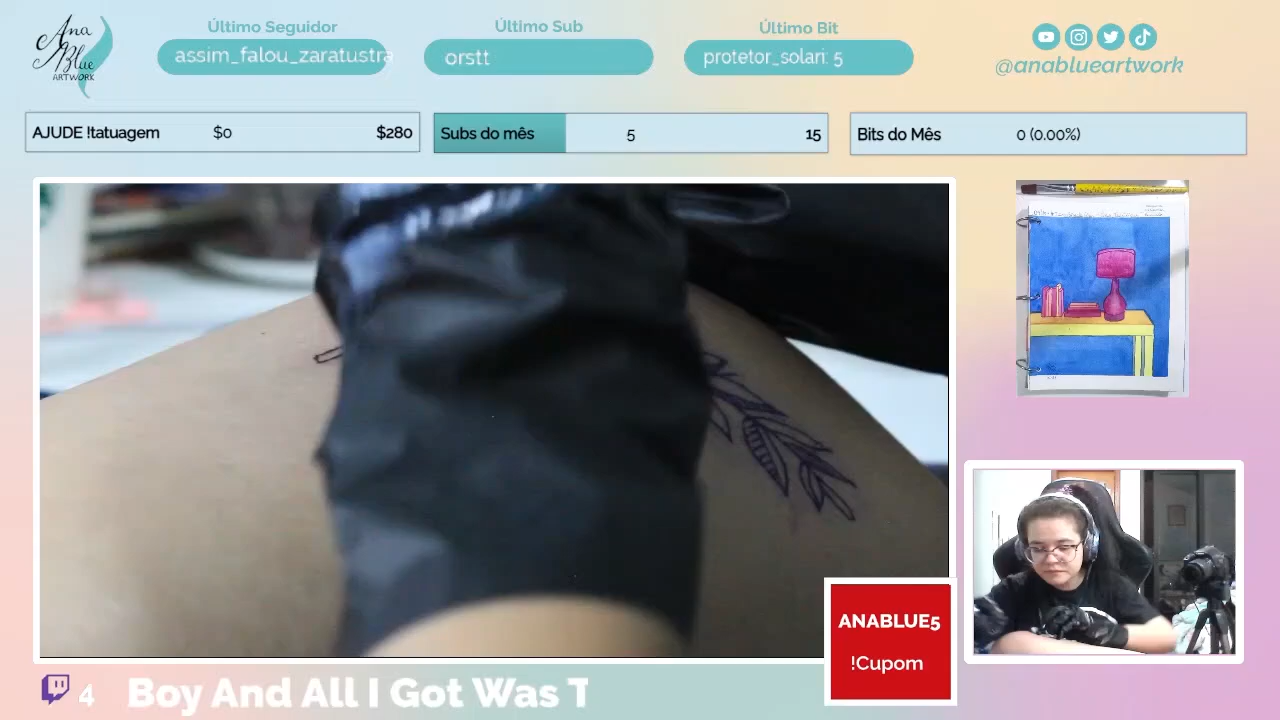 Ana
Blue
ARTWORK
Último Seguidor
assim_falou_zaratustra
Último Sub
orstt
Último Bit
protetor_solari: 5
@anablueartwork
AJUDE !tatuagem $0 $280
Subs do mês 5 15
Bits do Mês 0 (0.00%)
ANABLUE5
!Cupom
4 Boy And All I Got Was T